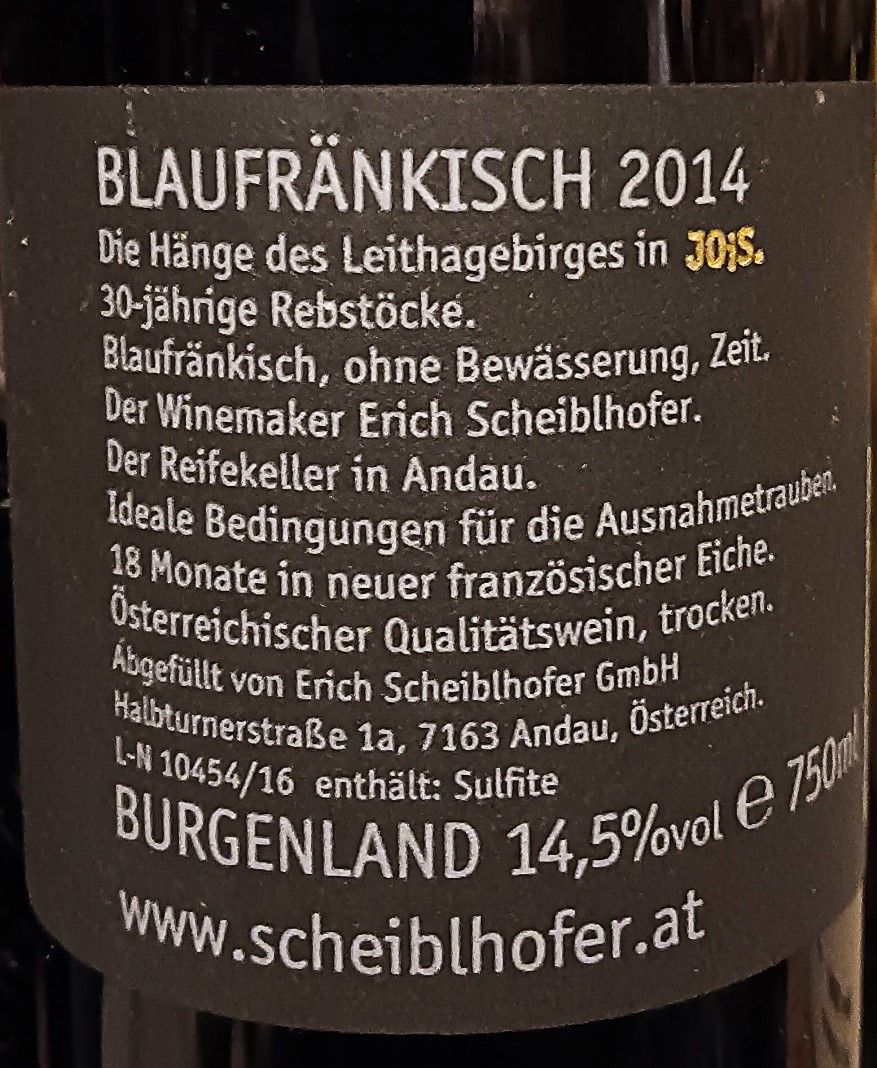 BLAUFRÄNKISCH 2014
Die Hänge des Leithagebirges in JOiS.
30-jährige Rebstöcke.
Blaufränkisch, ohne Bewässerung, Zeit.
Der Winemaker Erich Scheiblhofer.
Der Reifekeller in Andau.
Ideale Bedingungen für die Ausnahmetrauben.
18 Monate in neuer französischer Eiche.
Österreichischer Qualitätswein, trocken.
Abgefüllt von Erich Scheiblhofer GmbH
Halbturnerstraße 1a, 7163 Andau, Österreich.
L-N 10454/16 enthält: Sulfite
BURGENLAND 14,5%vol e 750ml
www.scheiblhofer.at